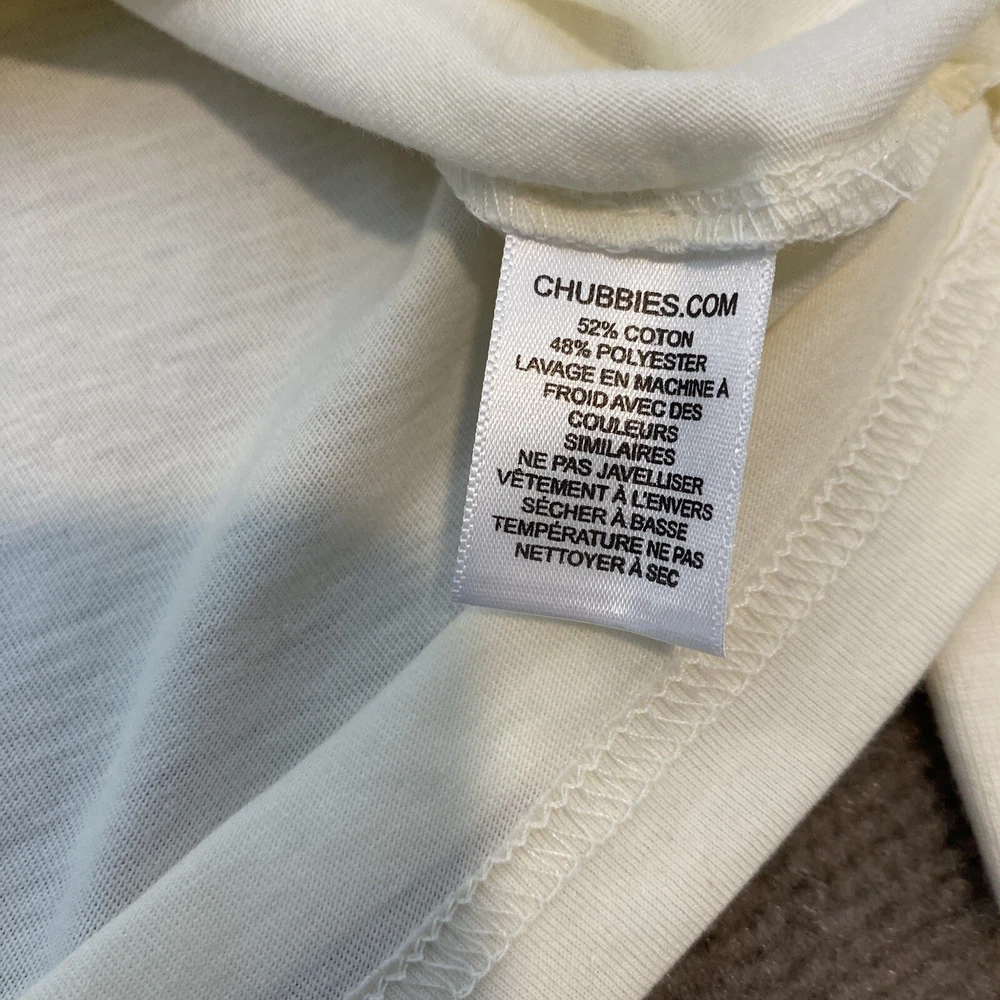 CHUBBIES.COM
52% COTON
48% POLYESTER
LAVAGE EN MACHINE À
FROID AVEC DES
COULEURS
SIMILAIRES
NE PAS JAVELLISER
VÊTEMENT À L'ENVERS
SÉCHER À BASSE
TEMPÉRATURE NE PAS
NETTOYER À SEC